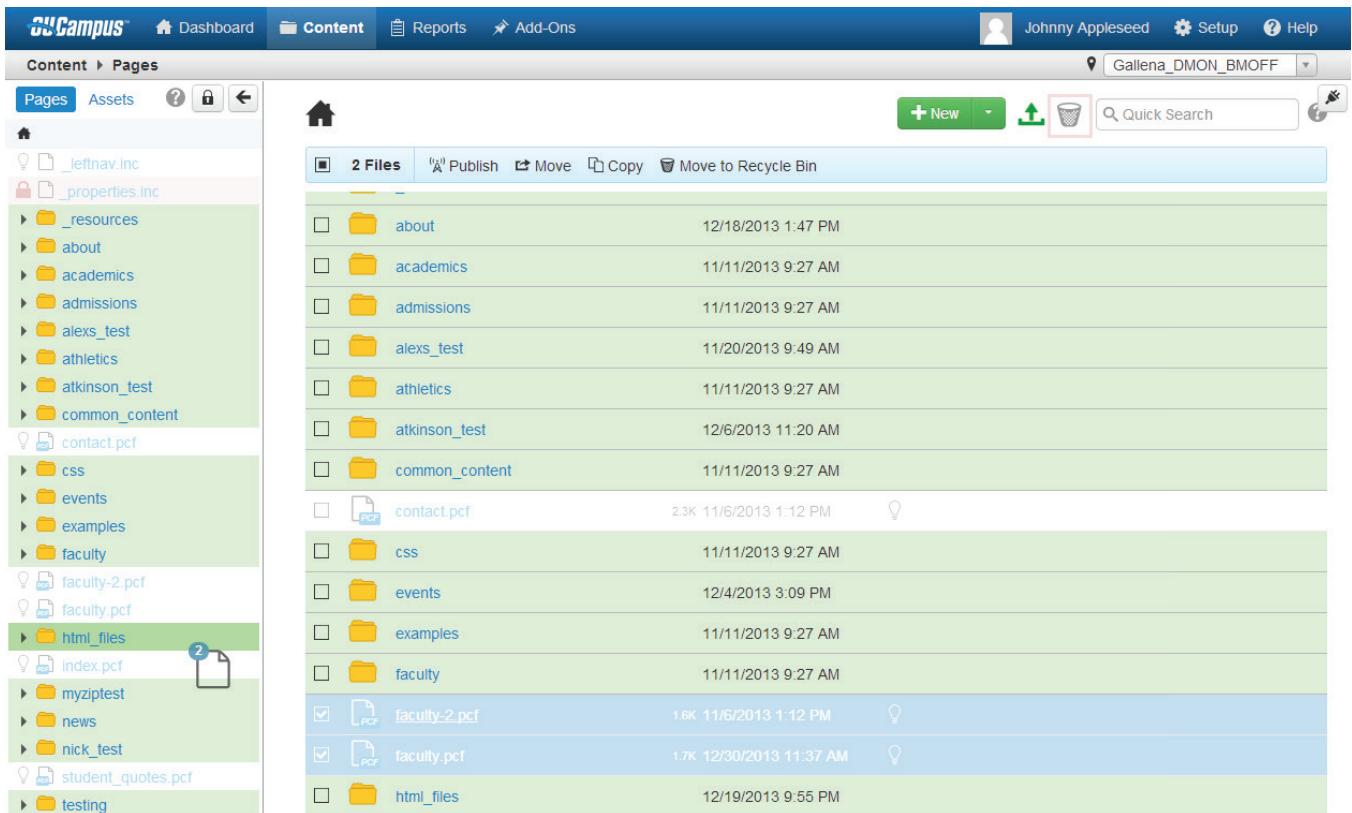 OU Campus Dashboard Content Reports Add-Ons Johnny Appleseed Setup Help
Content Pages Gallena_DMON_BMOFF
Pages Assets
New Quick Search
2 Files Publish Move Copy Move to Recycle Bin
_leftnav.inc
_properties.inc
_resources
about
academics
admissions
alexs_test
athletics
atkinson_test
common_content
contact.pcf
css
events
examples
faculty
faculty-2.pcf
faculty.pcf
html_files
2
index.pcf
myziptest
news
nick_test
student_quotes.pcf
testing
about 12/18/2013 1:47 PM
academics 11/11/2013 9:27 AM
admissions 11/11/2013 9:27 AM
alexs_test 11/20/2013 9:49 AM
athletics 11/11/2013 9:27 AM
atkinson_test 12/6/2013 11:20 AM
common_content 11/11/2013 9:27 AM
PCF contact.pcf 2.3K 11/6/2013 1:12 PM
css 11/11/2013 9:27 AM
events 12/4/2013 3:09 PM
examples 11/11/2013 9:27 AM
faculty 11/11/2013 9:27 AM
PCF faculty-2.pcf 1.6K 11/6/2013 1:12 PM
PCF faculty.pcf 1.7K 12/30/2013 11:37 AM
html_files 12/19/2013 9:55 PM